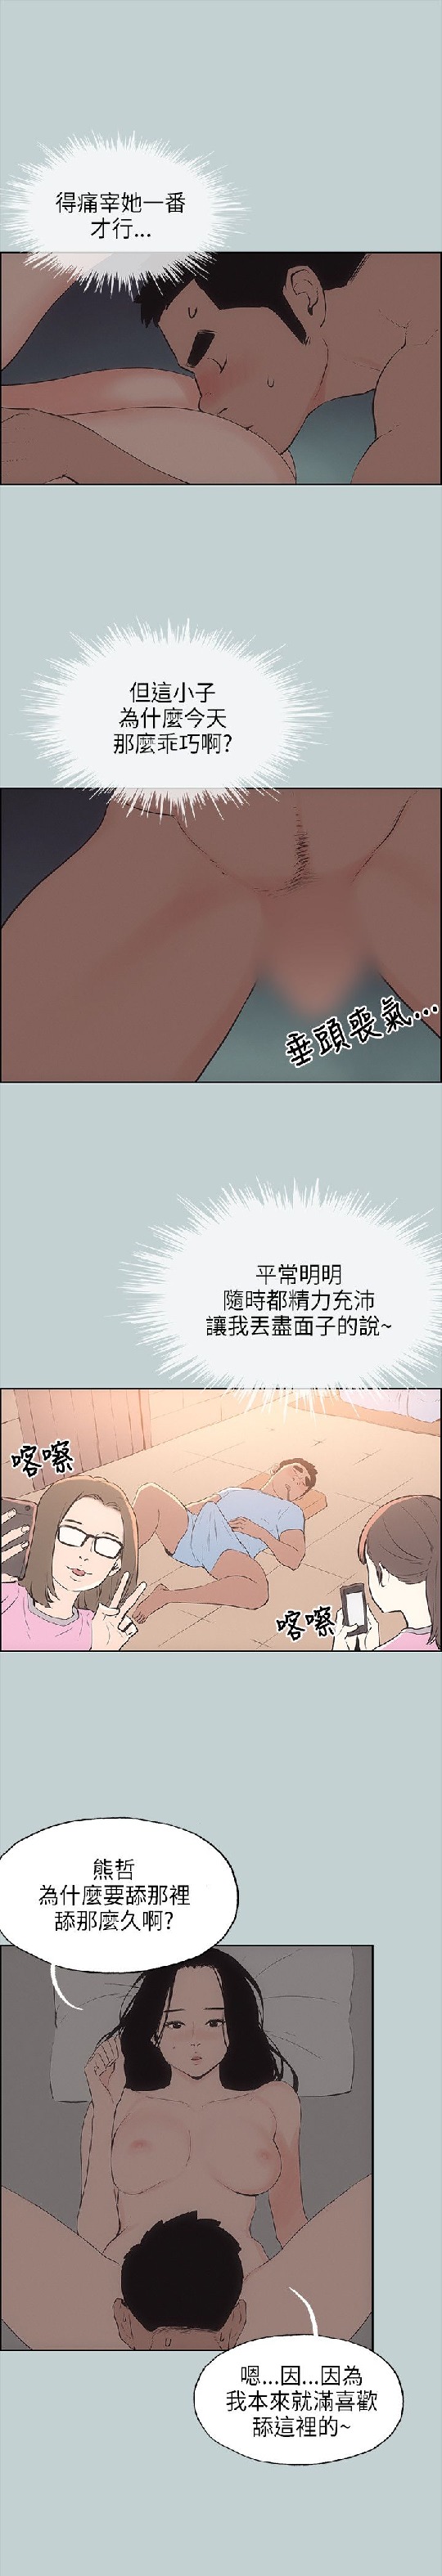 得痛宰她一番
才行...
但這小子
為什麼今天
那麼乖巧啊?
垂頭喪氣...
平常明明
隨時都精力充沛
讓我丟盡面子的說~
喀嚓
喀嚓
熊哲
為什麼要舔那裡
舔那麼久啊?
嗯...因...因為
我本來就滿喜歡
舔這裡的~